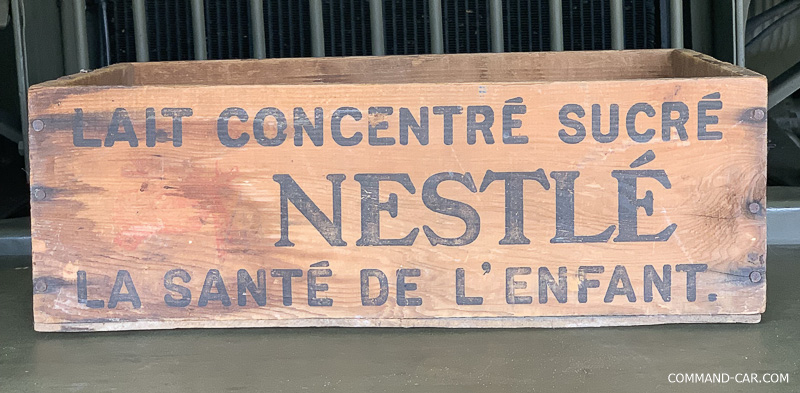 LAIT CONCENTRÉ SUCRÉ
NESTLÉ
LA SANTÉ DE L'ENFANT.
COMMAND-CAR.COM